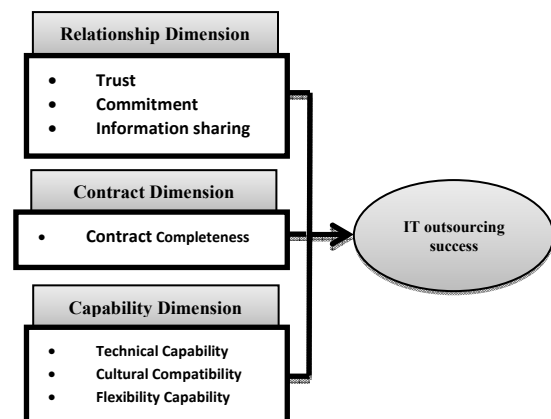 Relationship Dimension
• Trust
• Commitment
• Information sharing
Contract Dimension
• Contract Completeness
IT outsourcing
success
Capability Dimension
• Technical Capability
• Cultural Compatibility
• Flexibility Capability